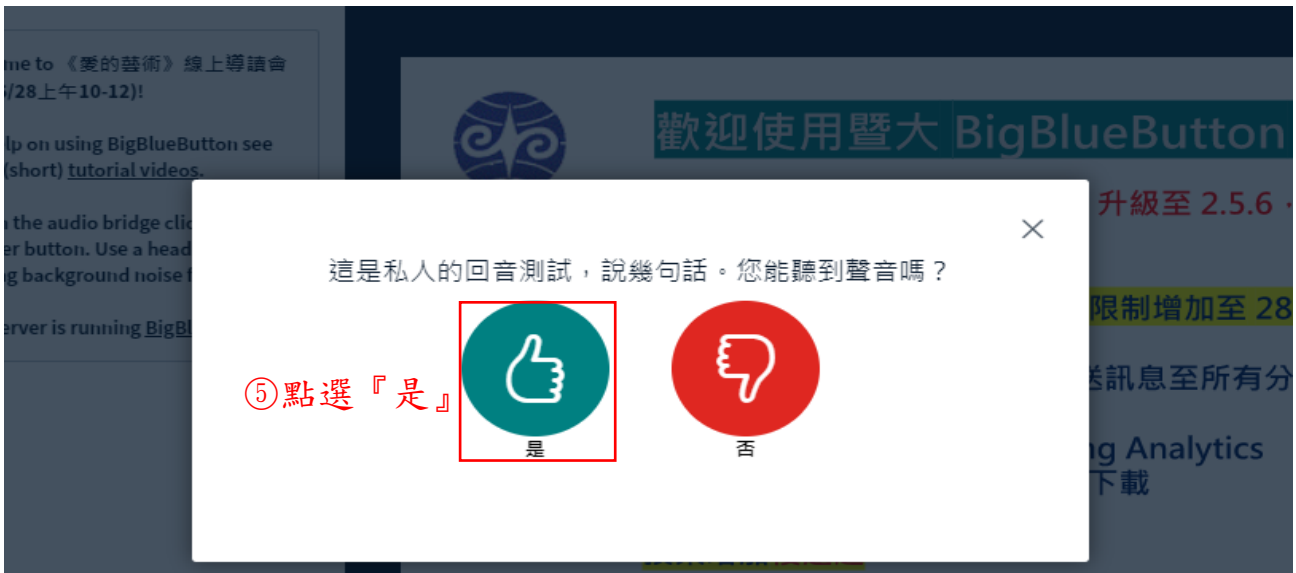 me to 《愛的藝術》線上導讀會
/28上午10-12)!
lp on using BigBlueButton see
(short) tutorial videos.
the audio bridge clic
er button. Use a head
g background noise f
erver is running BigBl
歡迎使用暨大 BigBlueButton
升級至 2.5.6
限制增加至 28
送訊息至所有分
ng Analytics
下載
這是私人的回音測試，說幾句話。您能聽到聲音嗎？
⑤點選『是』
是
否